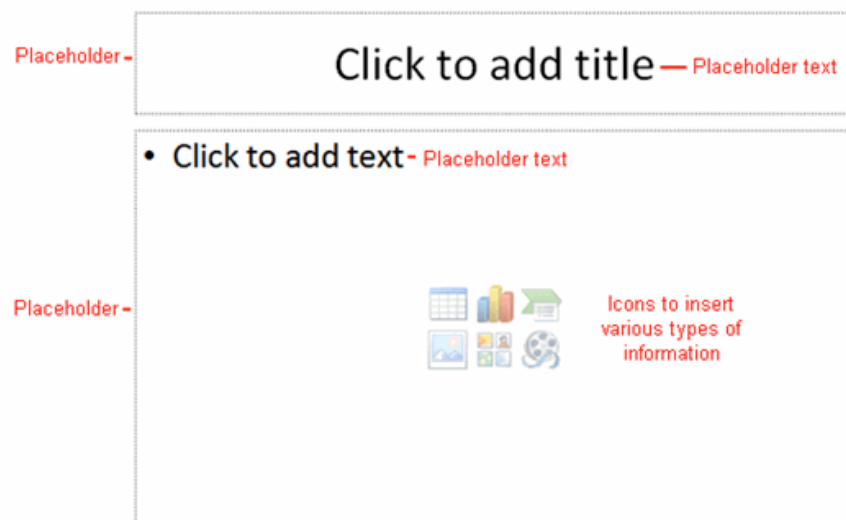 Placeholder
Click to add title
Placeholder text
• Click to add text
Placeholder text
Placeholder
Icons to insert
various types of
information